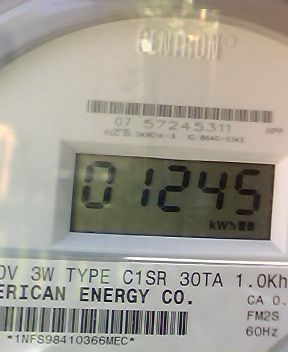 CENTRON®
07 57245311 HPP
01245
kWh
0V 3W TYPE C1SR 30TA 1.0Kh
ERICAN ENERGY CO. CA 0.
FM2S
60Hz
*1NFS98410366MEC*